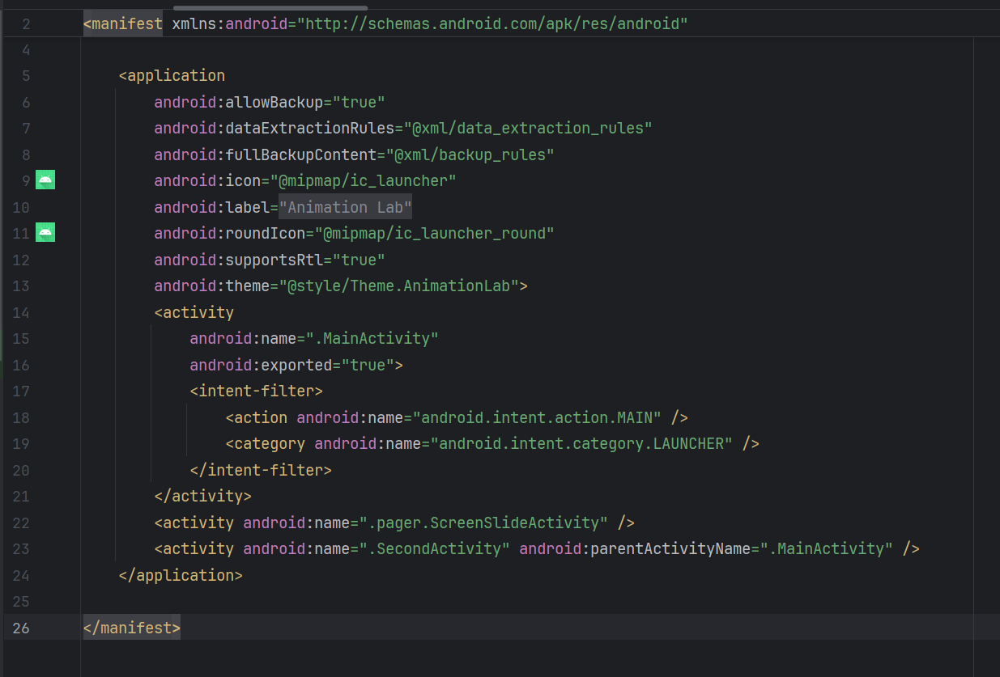 2 <manifest xmlns:android="http://schemas.android.com/apk/res/android"
4
5     <application
6         android:allowBackup="true"
7         android:dataExtractionRules="@xml/data_extraction_rules"
8         android:fullBackupContent="@xml/backup_rules"
9         android:icon="@mipmap/ic_launcher"
10         android:label="Animation Lab"
11         android:roundIcon="@mipmap/ic_launcher_round"
12         android:supportsRtl="true"
13         android:theme="@style/Theme.AnimationLab">
14         <activity
15             android:name=".MainActivity"
16             android:exported="true">
17             <intent-filter>
18                 <action android:name="android.intent.action.MAIN" />
19                 <category android:name="android.intent.category.LAUNCHER" />
20             </intent-filter>
21         </activity>
22         <activity android:name=".pager.ScreenSlideActivity" />
23         <activity android:name=".SecondActivity" android:parentActivityName=".MainActivity" />
24     </application>
25
26 </manifest>